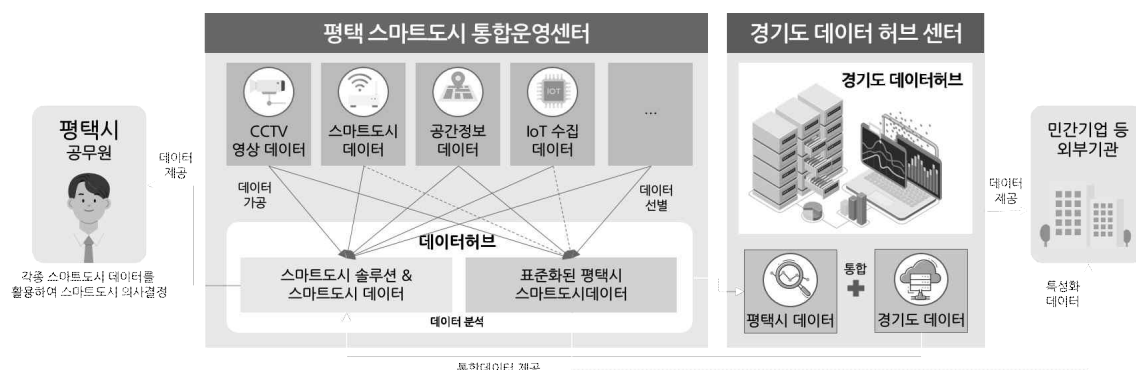 평택 스마트도시 통합운영센터
경기도 데이터 허브 센터
평택시
공무원
각종 스마트도시 데이터를
활용하여 스마트도시 의사결정
데이터
제공
CCTV
영상 데이터
스마트도시
데이터
공간정보
데이터
IOT
IoT 수집
데이터
...
데이터
가공
데이터
선별
데이터허브
스마트도시 솔루션 &
스마트도시 데이터
표준화된 평택시
스마트도시데이터
데이터 분석
경기도 데이터허브
평택시 데이터
통합
경기도 데이터
데이터
제공
민간기업 등
외부기관
특성화
데이터
통합데이터 제공